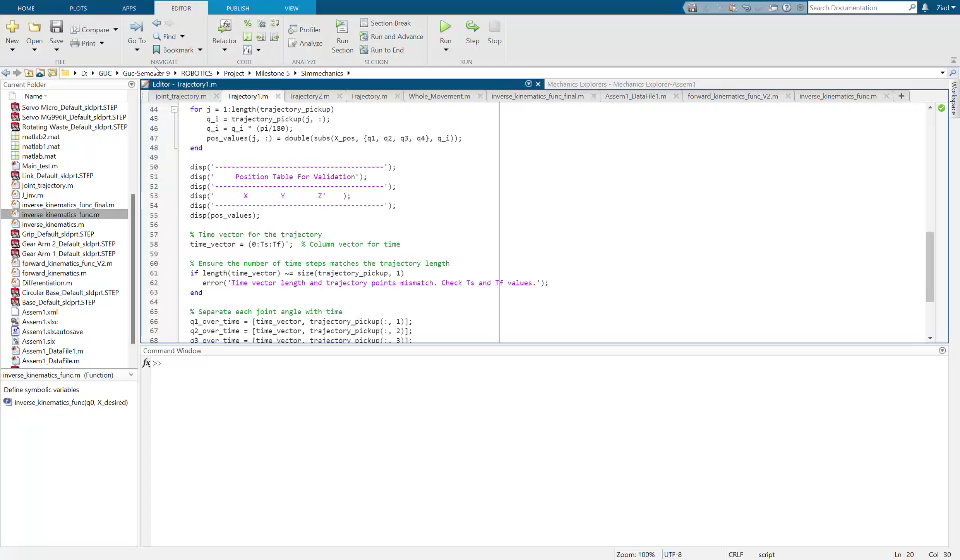 HOME PLOTS APPS EDITOR PUBLISH VIEW Search Documentation Ziad
New Open Save Compare Print Go To Find Bookmark Refactor Profiler Analyze Run Section Section Break Run and Advance Run to End Run Step Stop
FILE NAVIGATE CODE ANALYZE SECTION RUN
D: GUC Guc-Semester 9 ROBOTICS Project Milestone 5 Simmechanics
Current Folder
Name
Servo Micro_Default_sldprt.STEP
Servo MG996R_Default_sldprt.STEP
Rotating Waste_Default_sldprt.STEP
matlab2.mat
matlab1.mat
matlab.mat
Main_test.m
Link_Default_sldprt.STEP
joint_trajectory.m
J_inv.m
inverse_kinematics_func_final.m
inverse_kinematics_func.m
inverse_kinematics.m
Grip_Default_sldprt.STEP
Gear Arm 2_Default_sldprt.STEP
Gear Arm 1_Default_sldprt.STEP
forward_kinematics_func_V2.m
forward_kinematics.m
Differentiation.m
Circular Base_Default_sldprt.STEP
Base_Default_sldprt.STEP
Assem1.xml
Assem1.slxc
Assem1.slx.autosave
Assem1.slx
Assem1_DataFile1.m
Assem1_DataFile.m
inverse_kinematics_func.m (Function)
Define symbolic variables
inverse_kinematics_func(q0, X_desired)
Editor - Trajectory1.m Mechanics Explorers - Mechanics Explorer-Assem1
joint_trajectory.m Trajectory1.m Trajectory2.m Trajectory.m Whole_Movement.m inverse_kinematics_func_final.m Assem1_DataFile1.m forward_kinematics_func_V2.m inverse_kinematics_func.m
44 for j = 1:length(trajectory_pickup)
45 q_i = trajectory_pickup(j, :);
46 q_i = q_i * (pi/180);
47 pos_values(j, :) = double(subs(X_pos, {q1, q2, q3, q4}, q_i));
48 end
49
50 disp('------------------------------------------');
51 disp(' Position Table For Validation');
52 disp('------------------------------------------');
53 disp(' X Y Z' );
54 disp('------------------------------------------');
55 disp(pos_values);
56
57 % Time vector for the trajectory
58 time_vector = (0:Ts:Tf)'; % Column vector for time
59
60 % Ensure the number of time steps matches the trajectory length
61 if length(time_vector) ~= size(trajectory_pickup, 1)
62 error('Time vector length and trajectory points mismatch. Check Ts and Tf values.');
63 end
64
65 % Separate each joint angle with time
66 q1_over_time = [time_vector, trajectory_pickup(:, 1)];
67 q2_over_time = [time_vector, trajectory_pickup(:, 2)];
68 q3_over_time = [time_vector, trajectory_pickup(:, 3)];
Command Window
fx >>
Workspace
Zoom: 100% UTF-8 CRLF script Ln 20 Col 30